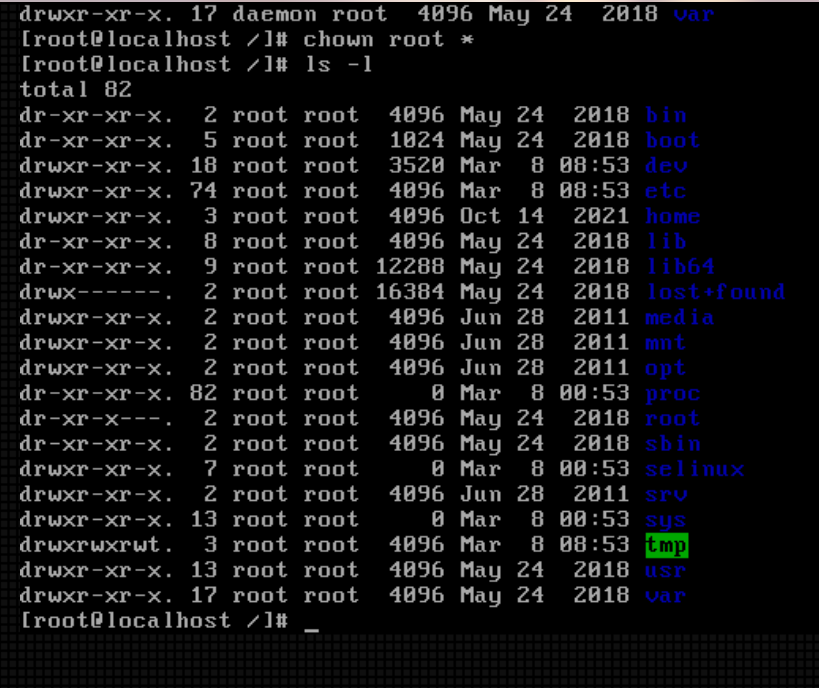 drwxr-xr-x. 17 daemon root  4096 May 24  2018 var
[root@localhost /]# chown root *
[root@localhost /]# ls -l
total 82
dr-xr-xr-x.  2 root root  4096 May 24  2018 bin
dr-xr-xr-x.  5 root root  1024 May 24  2018 boot
drwxr-xr-x. 18 root root  3520 Mar  8 08:53 dev
drwxr-xr-x. 74 root root  4096 Mar  8 08:53 etc
drwxr-xr-x.  3 root root  4096 Oct 14  2021 home
dr-xr-xr-x.  8 root root  4096 May 24  2018 lib
dr-xr-xr-x.  9 root root 12288 May 24  2018 lib64
drwx------.  2 root root 16384 May 24  2018 lost+found
drwxr-xr-x.  2 root root  4096 Jun 28  2011 media
drwxr-xr-x.  2 root root  4096 Jun 28  2011 mnt
drwxr-xr-x.  2 root root  4096 Jun 28  2011 opt
dr-xr-xr-x. 82 root root     0 Mar  8 00:53 proc
dr-xr-x---.  2 root root  4096 May 24  2018 root
dr-xr-xr-x.  2 root root  4096 May 24  2018 sbin
drwxr-xr-x.  7 root root     0 Mar  8 00:53 selinux
drwxr-xr-x.  2 root root  4096 Jun 28  2011 srv
drwxr-xr-x. 13 root root     0 Mar  8 00:53 sys
drwxrwxrwt.  3 root root  4096 Mar  8 08:53 tmp
drwxr-xr-x. 13 root root  4096 May 24  2018 usr
drwxr-xr-x. 17 root root  4096 May 24  2018 var
[root@localhost /]# _